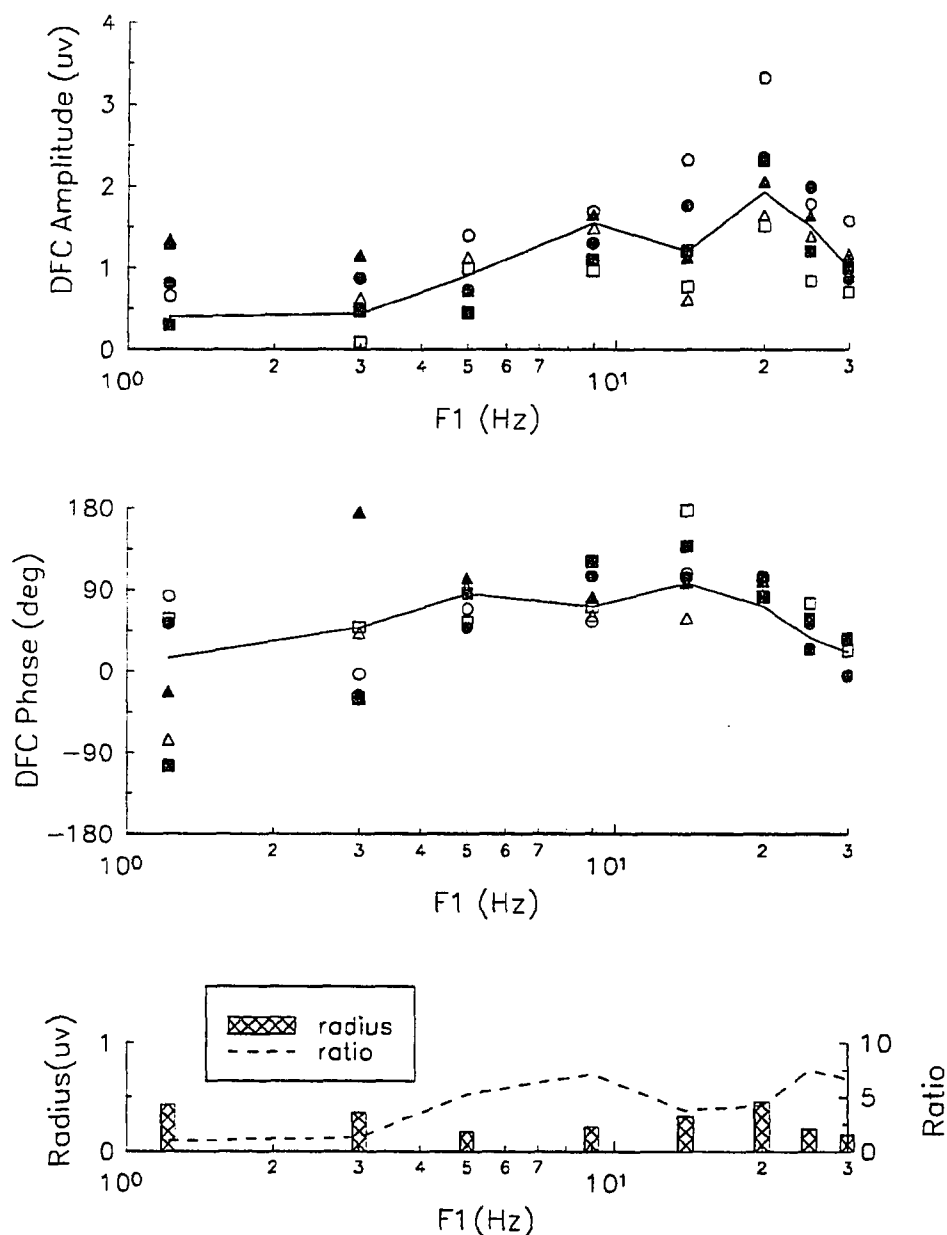 DFC Amplitude (uv)
4
3
2
1
0
10⁰ 2 3 4 5 6 7 10¹ 2 3
F1 (Hz)
DFC Phase (deg)
180
90
0
-90
-180
10⁰ 2 3 4 5 6 7 10¹ 2 3
F1 (Hz)
Radius(uv)
1
0
radius
ratio
10
5
0
Ratio
10⁰ 2 3 4 5 6 7 10¹ 2 3
F1(Hz)